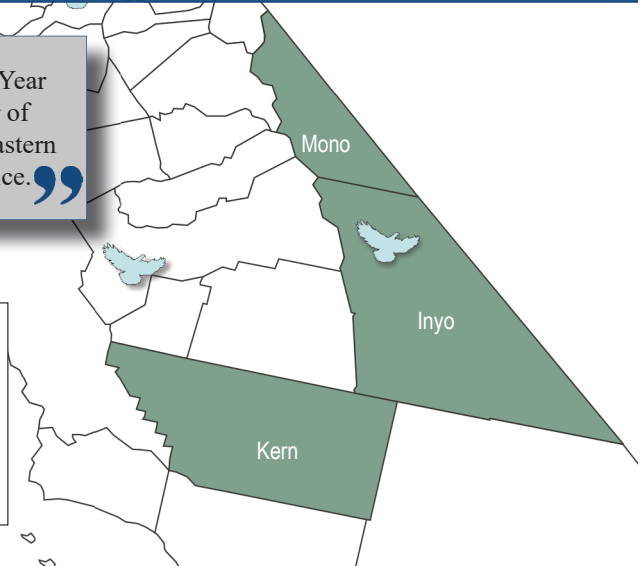 Year
of
astern
ce.”
Mono
Inyo
Kern